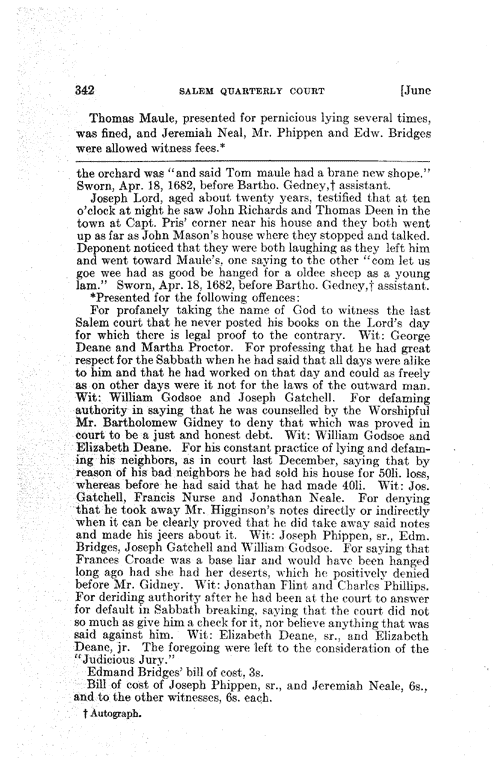 342 SALEM QUARTERLY COURT [June
Thomas Maule, presented for pernicious lying several times,
was fined, and Jeremiah Neal, Mr. Phippen and Edw. Bridges
were allowed witness fees.*
the orchard was "and said Tom maule had a brane new shope."
Sworn, Apr. 18, 1682, before Bartho. Gedney,† assistant.
Joseph Lord, aged about twenty years, testified that at ten
o'clock at night he saw John Richards and Thomas Deen in the
town at Capt. Pris' corner near his house and they both went
up as far as John Mason's house where they stopped and talked.
Deponent noticed that they were both laughing as they left him
and went toward Maule's, one saying to the other "com let us
goe wee had as good be hanged for a oldee sheep as a young
lam." Sworn, Apr. 18, 1682, before Bartho. Gedney,† assistant.
*Presented for the following offences:
For profanely taking the name of God to witness the last
Salem court that he never posted his books on the Lord's day
for which there is legal proof to the contrary. Wit: George
Deane and Martha Proctor. For professing that he had great
respect for the Sabbath when he had said that all days were alike
to him and that he had worked on that day and could as freely
as on other days were it not for the laws of the outward man.
Wit: William Godsoe and Joseph Gatchell. For defaming
authority in saying that he was counselled by the Worshipful
Mr. Bartholomew Gidney to deny that which was proved in
court to be a just and honest debt. Wit: William Godsoe and
Elizabeth Deane. For his constant practice of lying and defam-
ing his neighbors, as in court last December, saying that by
reason of his bad neighbors he had sold his house for 50li. loss,
whereas before he had said that he had made 40li. Wit: Jos.
Gatchell, Francis Nurse and Jonathan Neale. For denying
that he took away Mr. Higginson's notes directly or indirectly
when it can be clearly proved that he did take away said notes
and made his jeers about it. Wit: Joseph Phippen, sr., Edm.
Bridges, Joseph Gatchell and William Godsoe. For saying that
Frances Croade was a base liar and would have been hanged
long ago had she had her deserts, which he positively denied
before Mr. Gidney. Wit: Jonathan Flint and Charles Phillips.
For deriding authority after he had been at the court to answer
for default in Sabbath breaking, saying that the court did not
so much as give him a check for it, nor believe anything that was
said against him. Wit: Elizabeth Deane, sr., and Elizabeth
Deane, jr. The foregoing were left to the consideration of the
"Judicious Jury."
Edmand Bridges' bill of cost, 3s.
Bill of cost of Joseph Phippen, sr., and Jeremiah Neale, 6s.,
and to the other witnesses, 6s. each.
† Autograph.